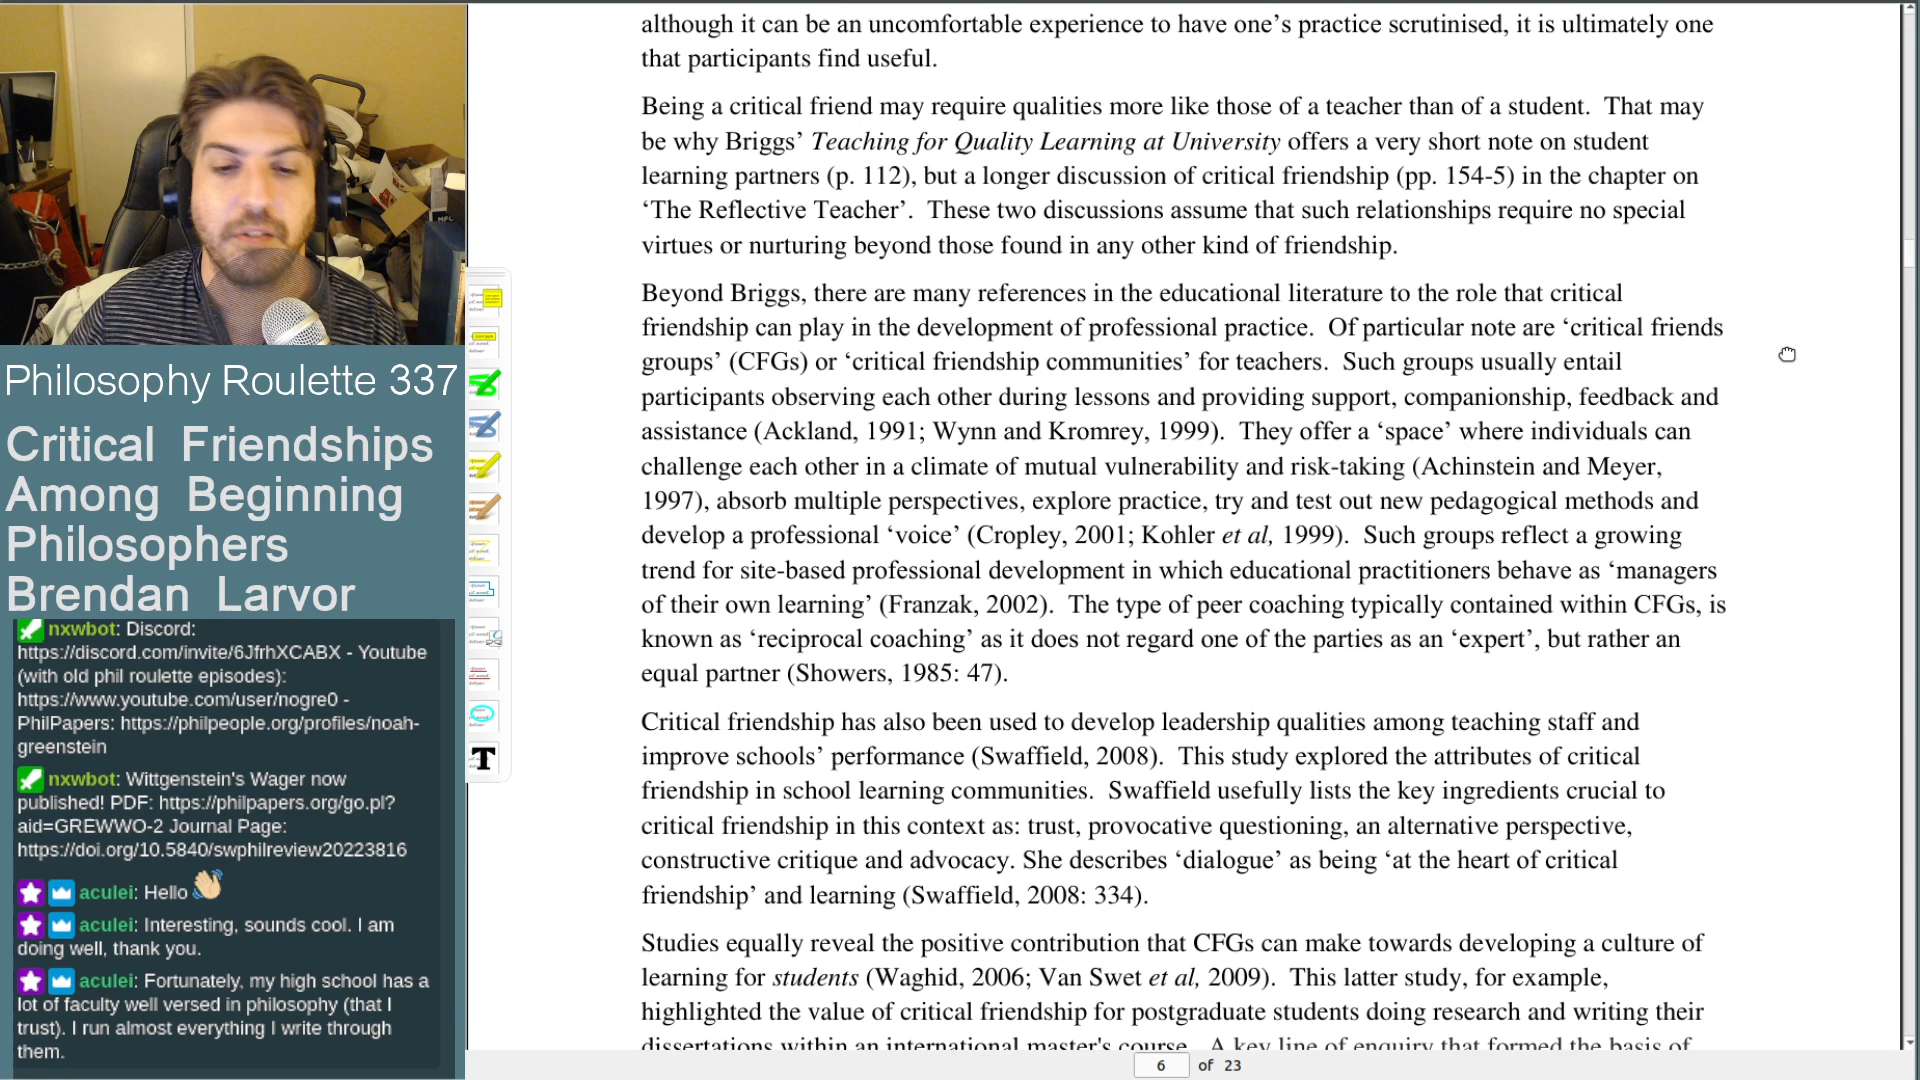 although it can be an uncomfortable experience to have one’s practice scrutinised, it is ultimately one
that participants find useful.
Being a critical friend may require qualities more like those of a teacher than of a student.  That may
be why Briggs’ Teaching for Quality Learning at University offers a very short note on student
learning partners (p. 112), but a longer discussion of critical friendship (pp. 154-5) in the chapter on
‘The Reflective Teacher’.  These two discussions assume that such relationships require no special
virtues or nurturing beyond those found in any other kind of friendship.
Beyond Briggs, there are many references in the educational literature to the role that critical
friendship can play in the development of professional practice.  Of particular note are ‘critical friends
groups’ (CFGs) or ‘critical friendship communities’ for teachers.  Such groups usually entail
participants observing each other during lessons and providing support, companionship, feedback and
assistance (Ackland, 1991; Wynn and Kromrey, 1999).  They offer a ‘space’ where individuals can
challenge each other in a climate of mutual vulnerability and risk-taking (Achinstein and Meyer,
1997), absorb multiple perspectives, explore practice, try and test out new pedagogical methods and
develop a professional ‘voice’ (Cropley, 2001; Kohler et al, 1999).  Such groups reflect a growing
trend for site-based professional development in which educational practitioners behave as ‘managers
of their own learning’ (Franzak, 2002).  The type of peer coaching typically contained within CFGs, is
known as ‘reciprocal coaching’ as it does not regard one of the parties as an ‘expert’, but rather an
equal partner (Showers, 1985: 47).
Critical friendship has also been used to develop leadership qualities among teaching staff and
improve schools’ performance (Swaffield, 2008).  This study explored the attributes of critical
friendship in school learning communities.  Swaffield usefully lists the key ingredients crucial to
critical friendship in this context as: trust, provocative questioning, an alternative perspective,
constructive critique and advocacy. She describes ‘dialogue’ as being ‘at the heart of critical
friendship’ and learning (Swaffield, 2008: 334).
Studies equally reveal the positive contribution that CFGs can make towards developing a culture of
learning for students (Waghid, 2006; Van Swet et al, 2009).  This latter study, for example,
highlighted the value of critical friendship for postgraduate students doing research and writing their
dissertations within an international master's course.  A key line of enquiry that formed the basis of
6 of 23
Philosophy Roulette 337
Critical Friendships
Among Beginning
Philosophers
Brendan Larvor
nxwbot: Discord:
https://discord.com/invite/6JfrhXCABX - Youtube
(with old phil roulette episodes):
https://www.youtube.com/user/nogre0 -
PhilPapers: https://philpeople.org/profiles/noah-
greenstein
nxwbot: Wittgenstein's Wager now
published! PDF: https://philpapers.org/go.pl?
aid=GREWWO-2 Journal Page:
https://doi.org/10.5840/swphilreview20223816
aculei: Hello 👋
aculei: Interesting, sounds cool. I am
doing well, thank you.
aculei: Fortunately, my high school has a
lot of faculty well versed in philosophy (that I
trust). I run almost everything I write through
them.
T